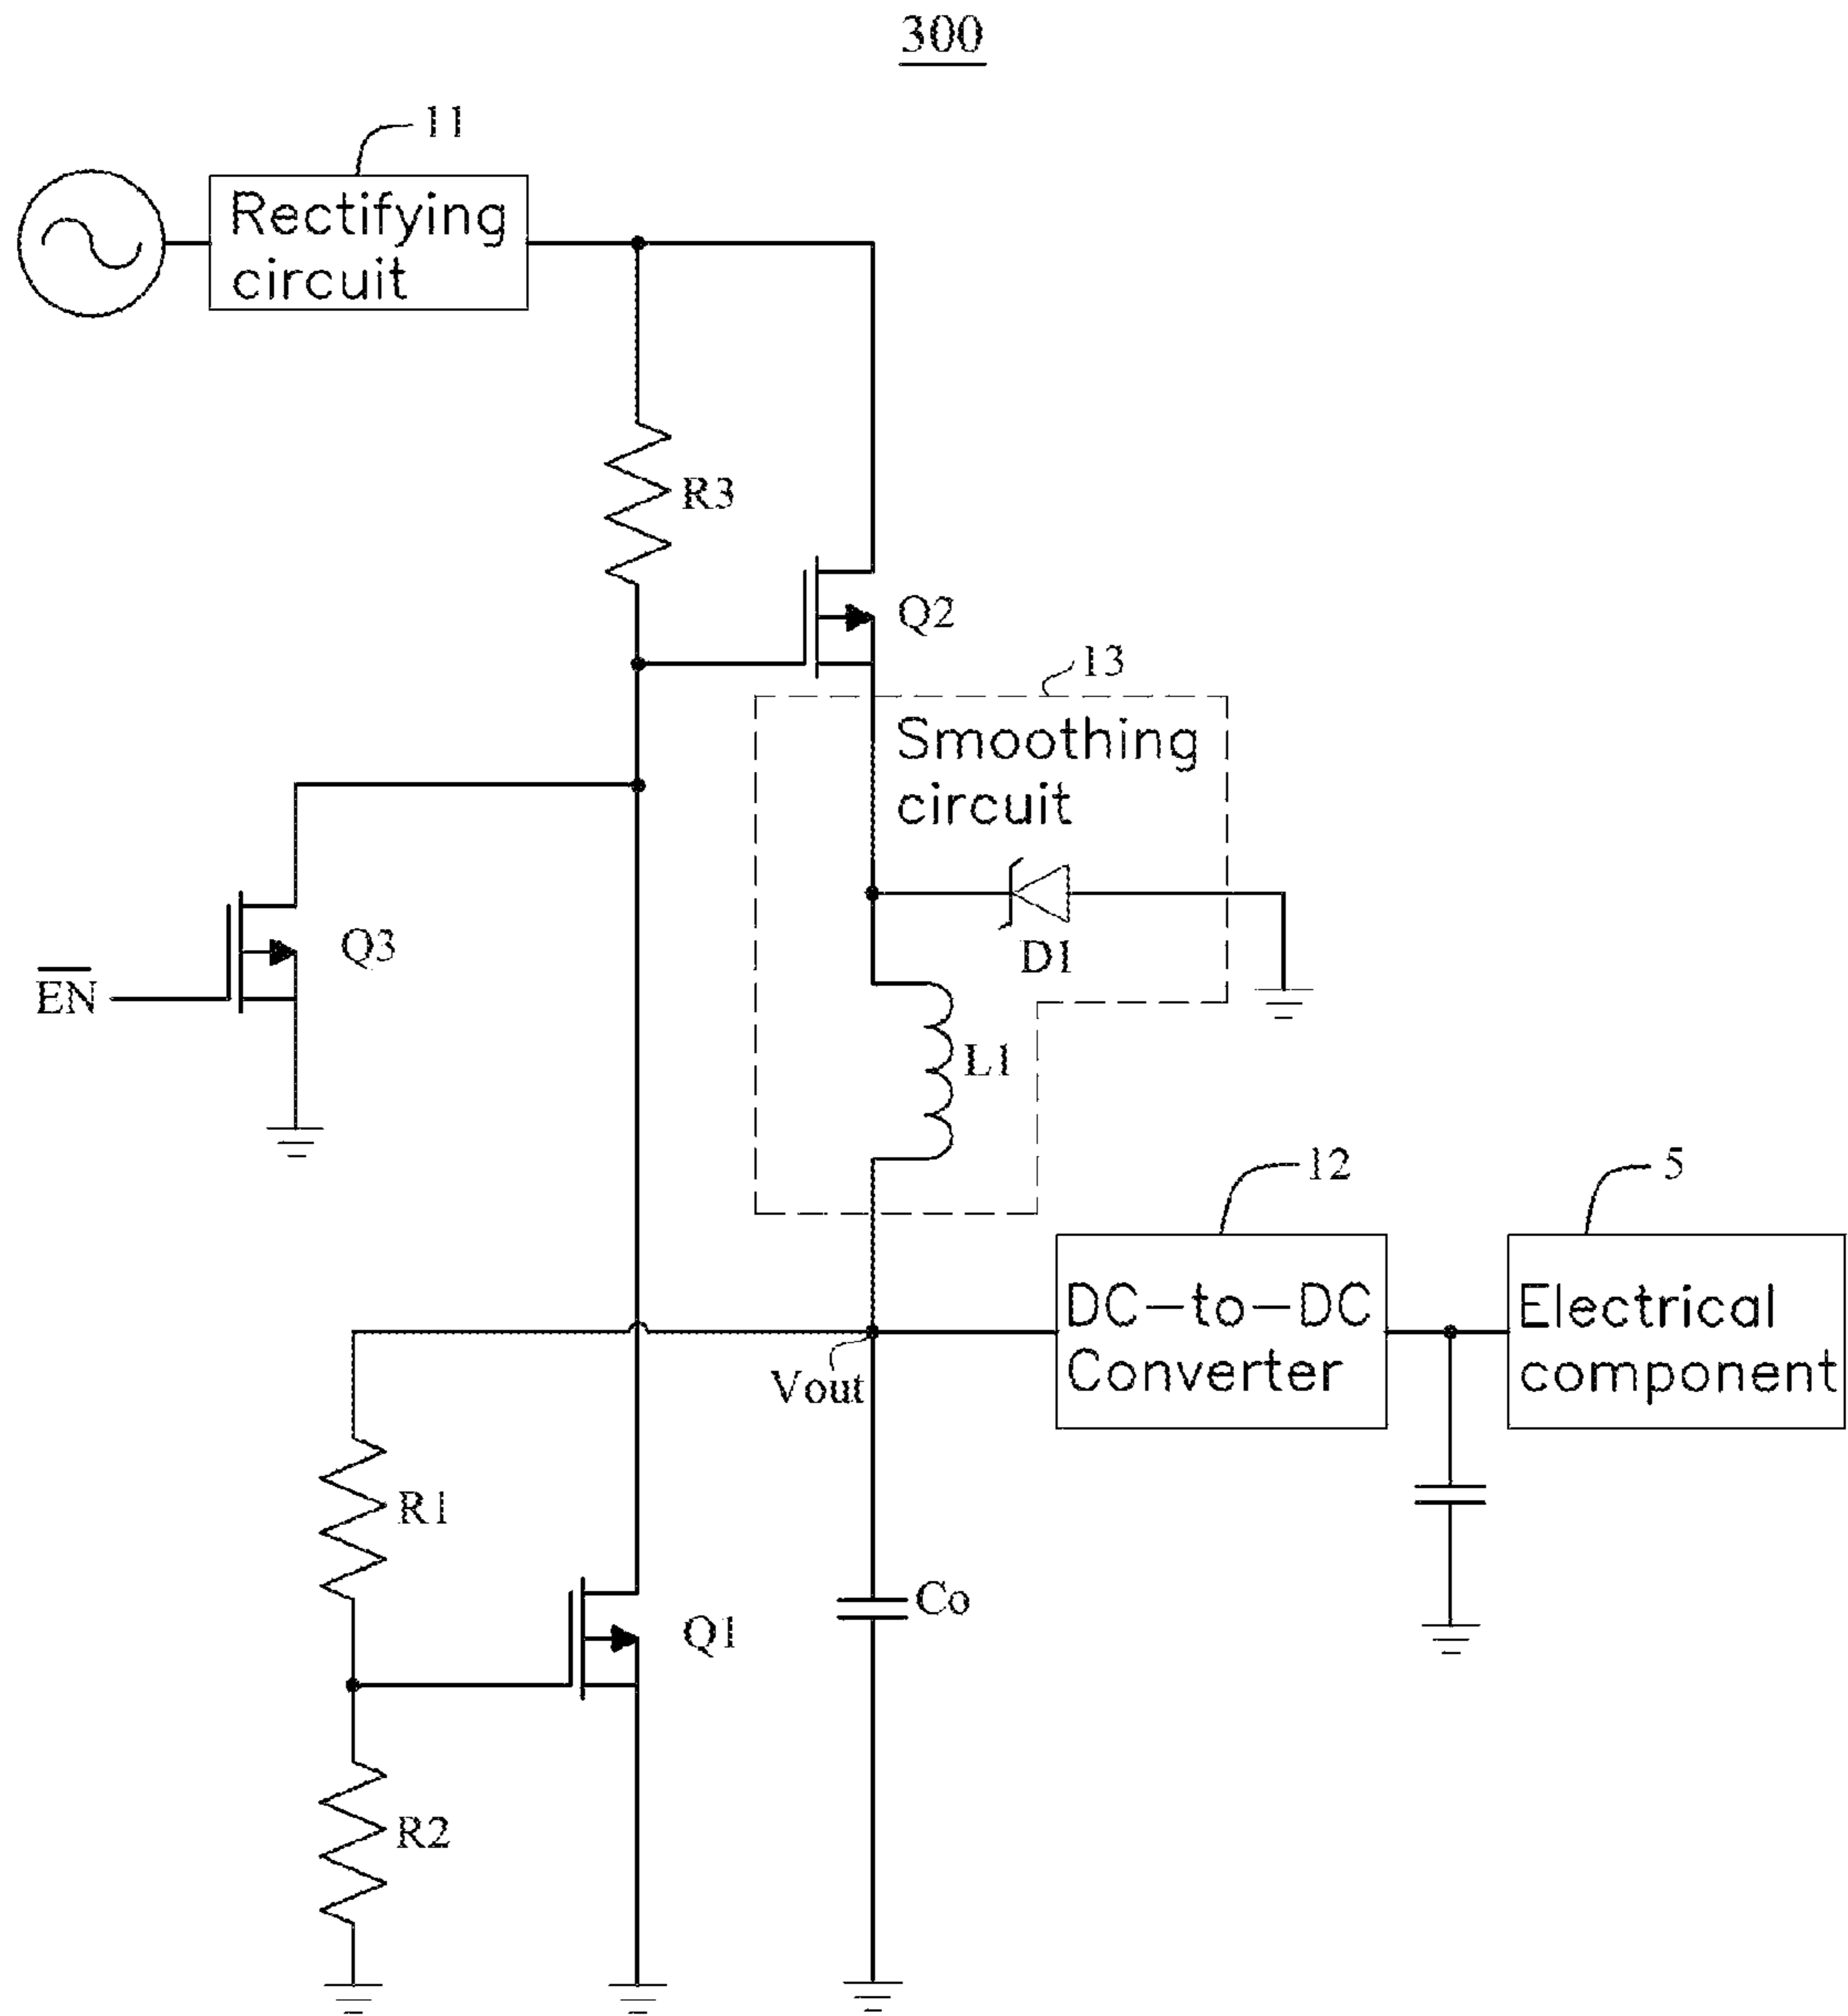 300
11
Rectifying
circuit
R3
Q2
13
Smoothing
circuit
Q3
D1
EN
L1
12
5
DC-to-DC
Converter
Electrical
component
Vout
R1
Co
Q1
R2